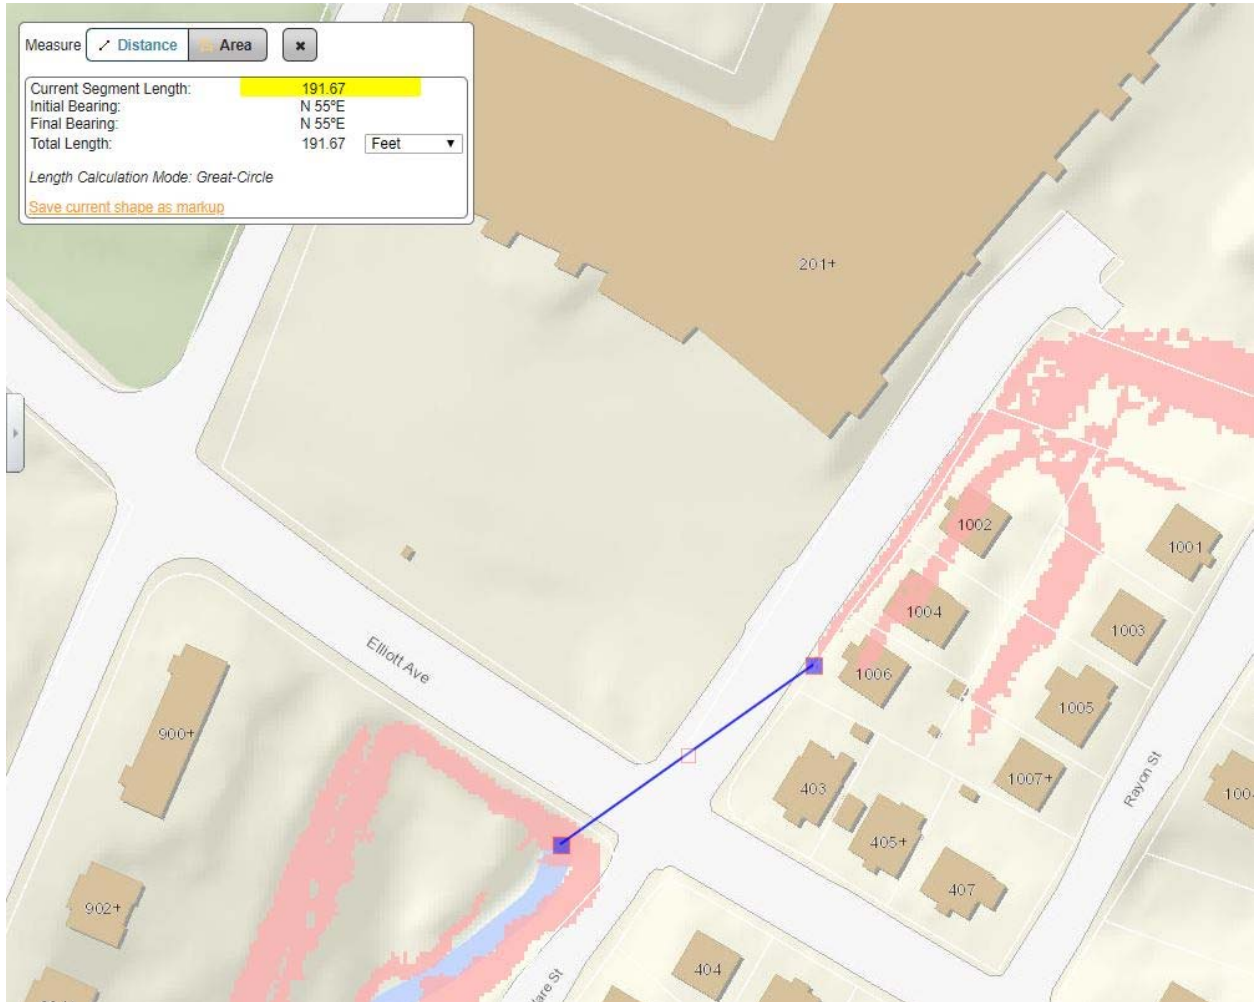 Measure Distance Area
Current Segment Length: 191.67
Initial Bearing: N 55°E
Final Bearing: N 55°E
Total Length: 191.67 Feet
Length Calculation Mode: Great-Circle
Save current shape as markup
201+
1002
1001
1004
1003
1006
1005
Elliott Ave
900+
1007+
403
Rayon St
405+
407
902+
404